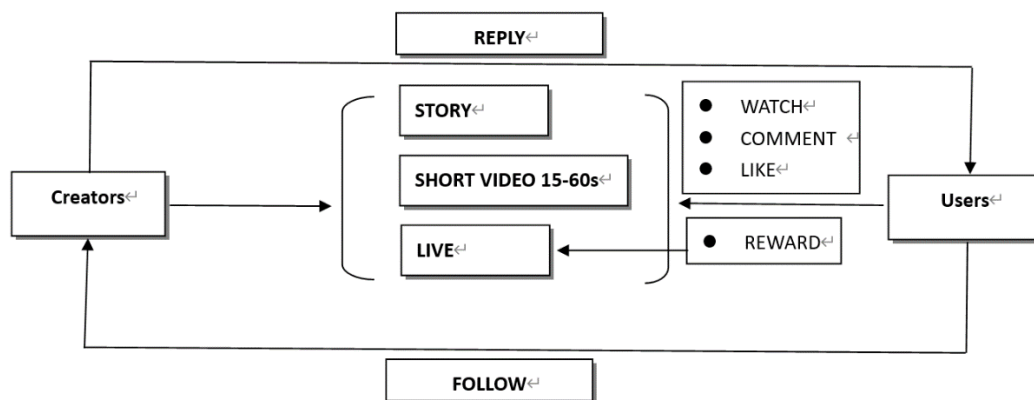 REPLY↵
STORY↵
SHORT VIDEO 15-60s↵
LIVE↵
Creators↵
● WATCH↵
● COMMENT ↵
● LIKE↵
● REWARD↵
Users↵
FOLLOW↵